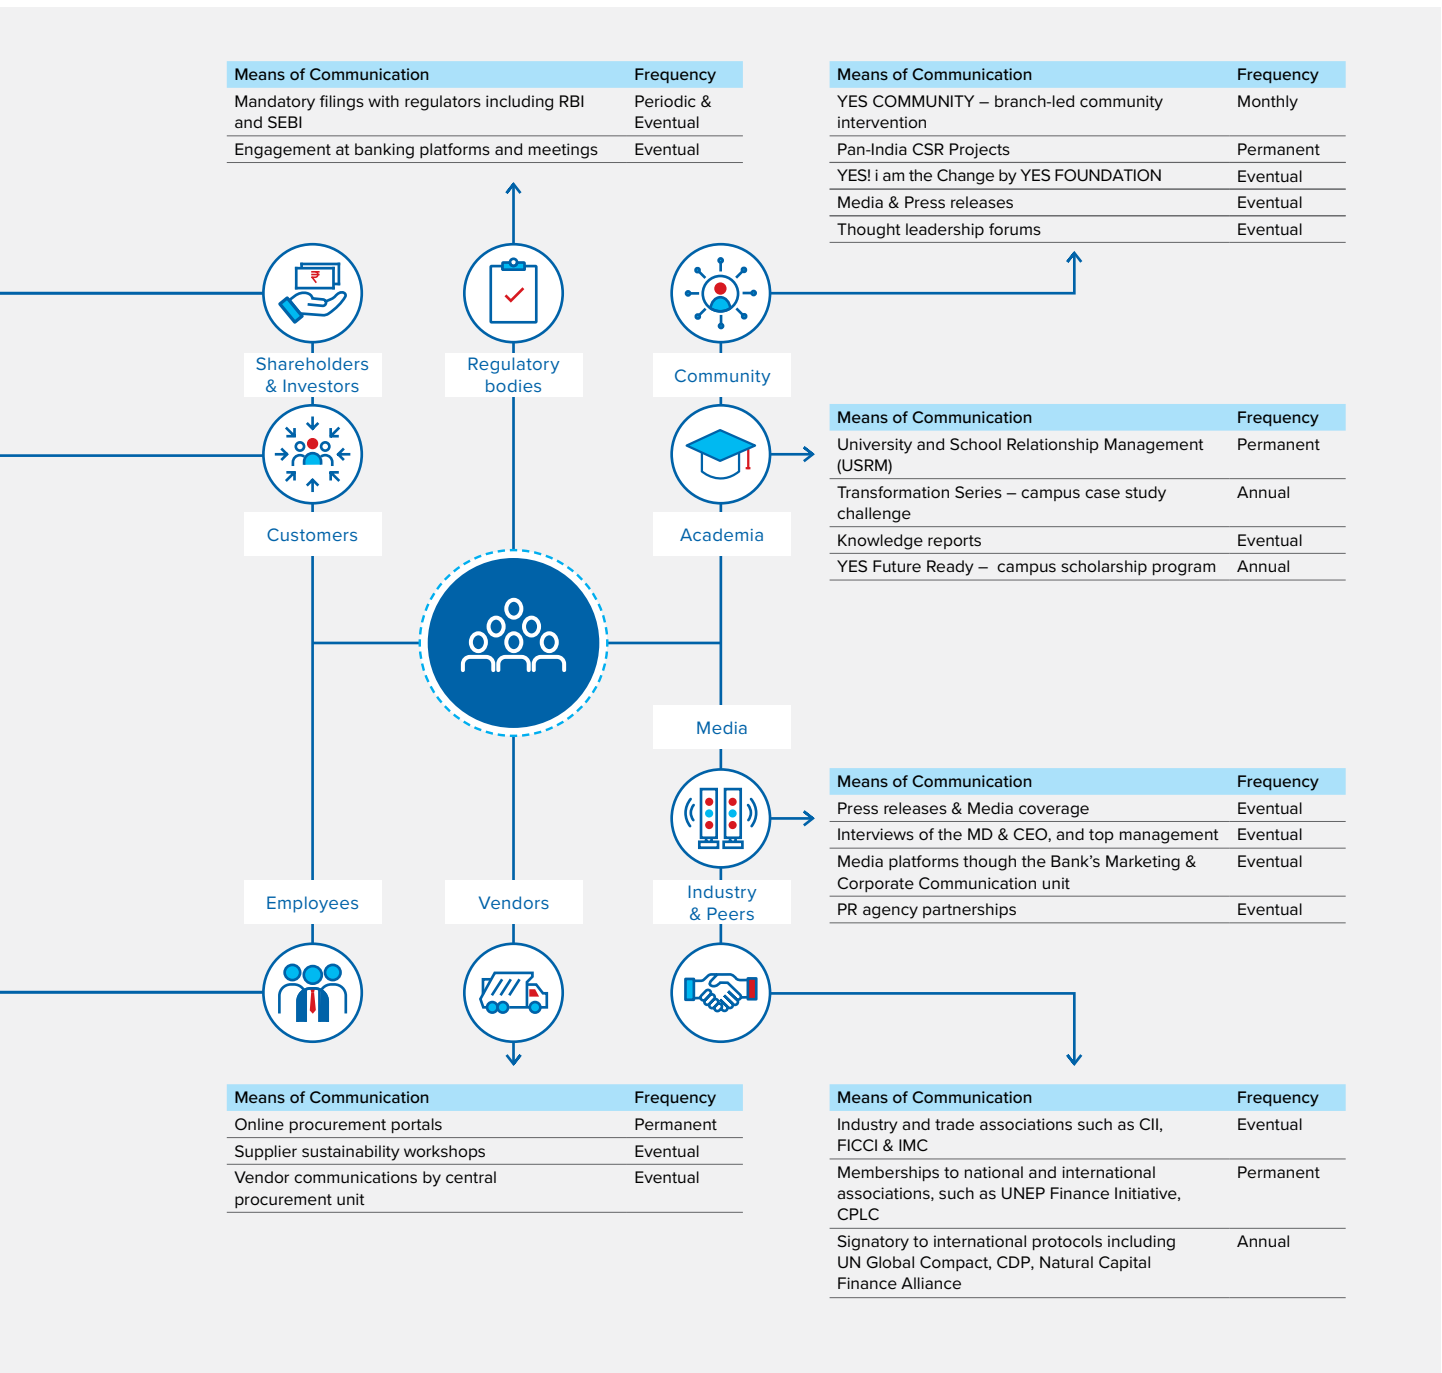 Means of Communication Frequency
Mandatory filings with regulators including RBI Periodic &
and SEBI Eventual
Engagement at banking platforms and meetings Eventual
Means of Communication Frequency
YES COMMUNITY – branch-led community Monthly
intervention
Pan-India CSR Projects Permanent
YES! i am the Change by YES FOUNDATION Eventual
Media & Press releases Eventual
Thought leadership forums Eventual
₹
Shareholders
& Investors
Regulatory
bodies
Community
Customers
Academia
Means of Communication Frequency
University and School Relationship Management Permanent
(USRM)
Transformation Series – campus case study Annual
challenge
Knowledge reports Eventual
YES Future Ready – campus scholarship program Annual
Media
Means of Communication Frequency
Press releases & Media coverage Eventual
Interviews of the MD & CEO, and top management Eventual
Media platforms though the Bank's Marketing & Eventual
Corporate Communication unit
PR agency partnerships Eventual
Employees
Vendors
Industry
& Peers
Means of Communication Frequency
Online procurement portals Permanent
Supplier sustainability workshops Eventual
Vendor communications by central Eventual
procurement unit
Means of Communication Frequency
Industry and trade associations such as CII, Eventual
FICCI & IMC
Memberships to national and international Permanent
associations, such as UNEP Finance Initiative,
CPLC
Signatory to international protocols including Annual
UN Global Compact, CDP, Natural Capital
Finance Alliance